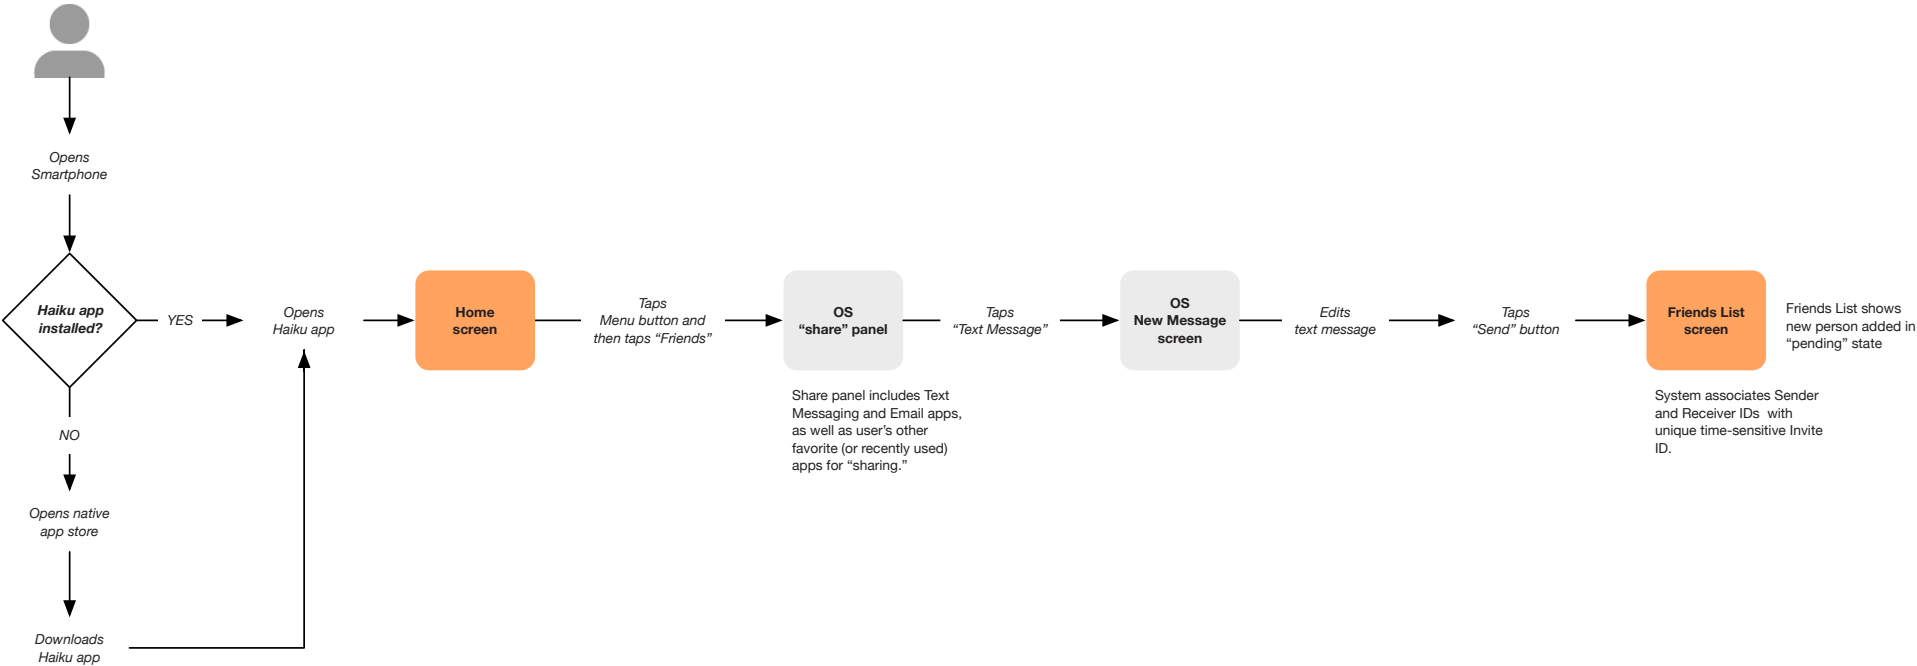 Opens
Smartphone
Haiku app
installed?
YES
NO
Opens native
app store
Downloads
Haiku app
Opens
Haiku app
Home
screen
Taps
Menu button and
then taps “Friends”
OS
“share” panel
Share panel includes Text
Messaging and Email apps,
as well as user’s other
favorite (or recently used)
apps for “sharing.”
Taps
“Text Message”
OS
New Message
screen
Edits
text message
Taps
“Send” button
Friends List
screen
System associates Sender
and Receiver IDs with
unique time-sensitive Invite
ID.
Friends List shows
new person added in
“pending” state